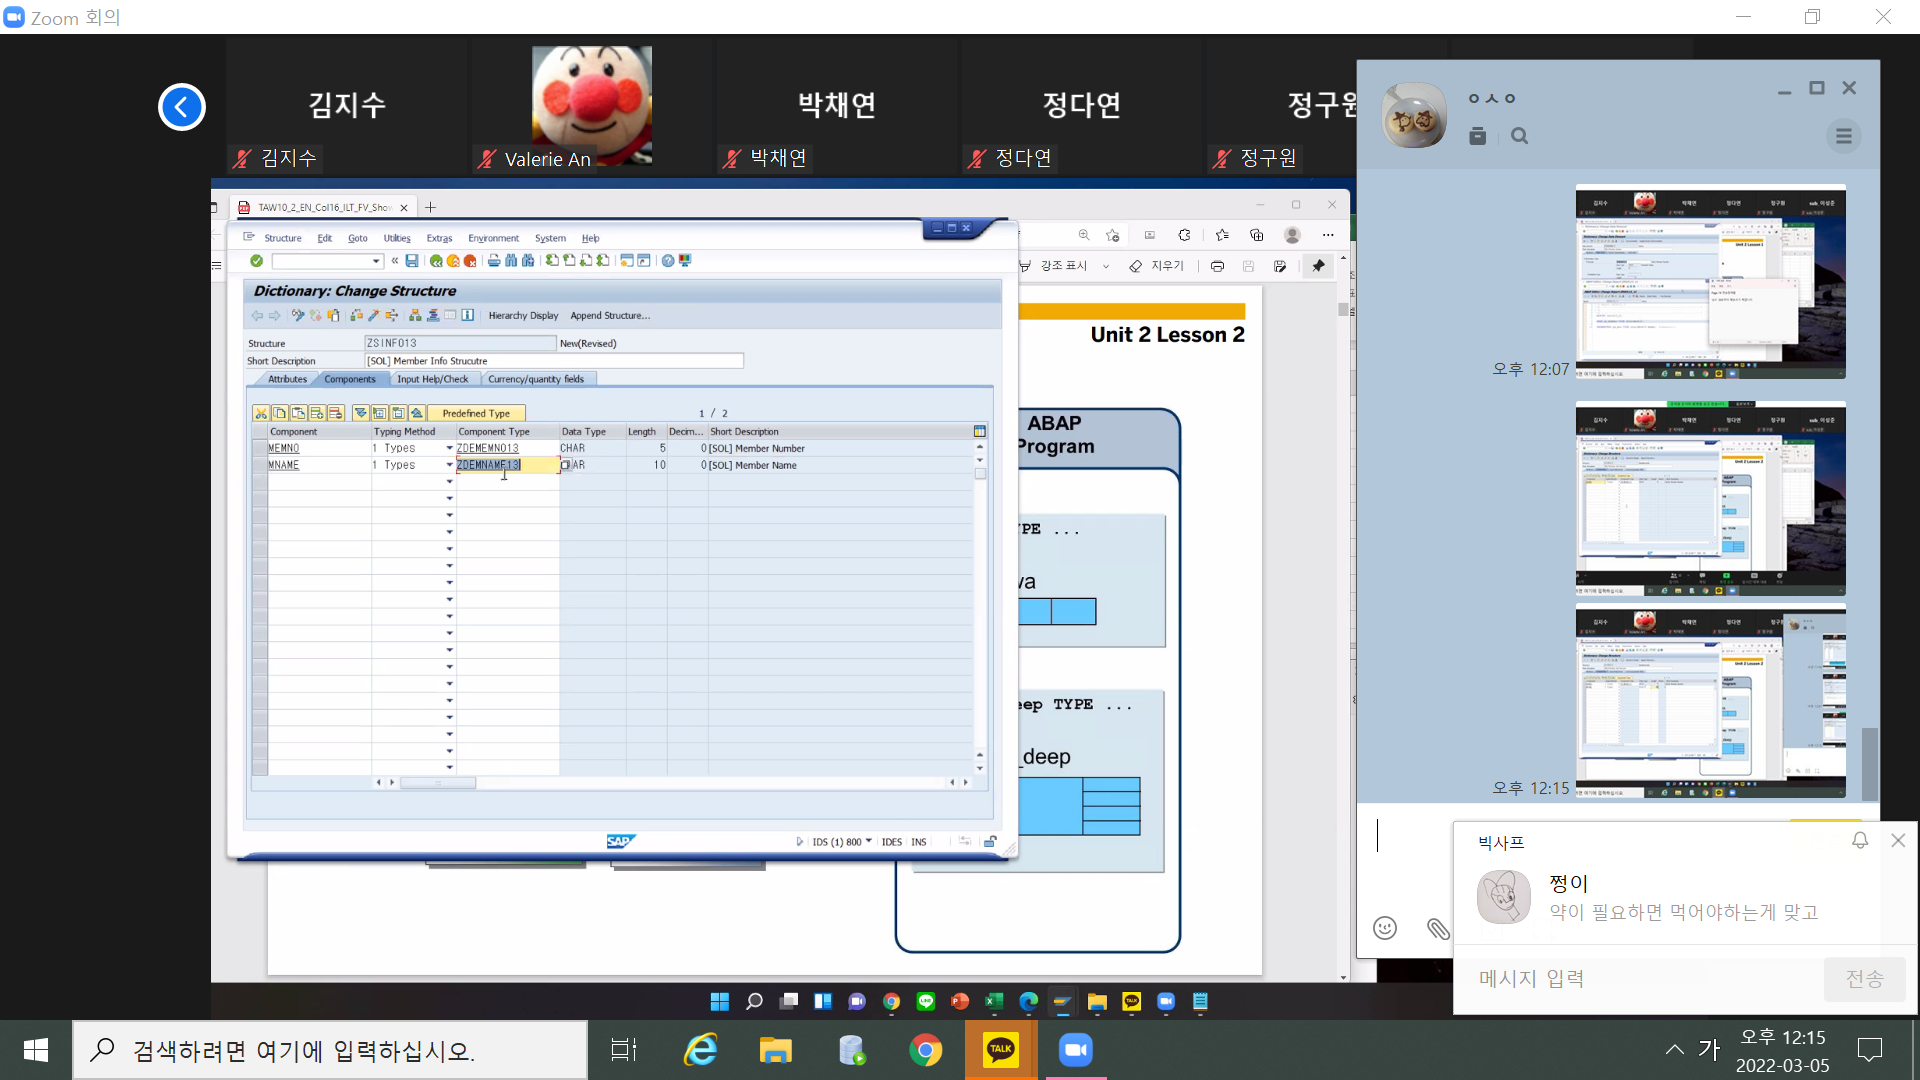 Zoom 회의
김지수
박채연
정다연
정구원
김지수
Valerie An
박채연
정다연
정구원
TAW10_2_EN_Col16_ILT_FV_Sho
Structure Edit Goto Utilities Extras Environment System Help
강조 표시
지우기
Dictionary: Change Structure
Hierarchy Display Append Structure...
Structure ZSINF013 New(Revised)
Short Description [SOL] Member Info Strucutre
Attributes Components Input Help/Check Currency/quantity fields
Predefined Type 1 / 2
Component Typing Method Component Type Data Type Length Decim... Short Description
MEMNO 1 Types ZDEMEMNO13 CHAR 5 0 [SOL] Member Number
MNAME 1 Types ZDEMNAME13 AR 10 0 [SOL] Member Name
SAP
IDS (1) 800 IDES INS
Unit 2 Lesson 2
ABAP
Program
YPE ...
wa
eep TYPE ...
_deep
ㅇㅅㅇ
오후 12:07
오후 12:15
빅사프
쩡이
약이 필요하면 먹어야하는게 맞고
메시지 입력
전송
검색하려면 여기에 입력하십시오.
TALK
가
오후 12:15
2022-03-05